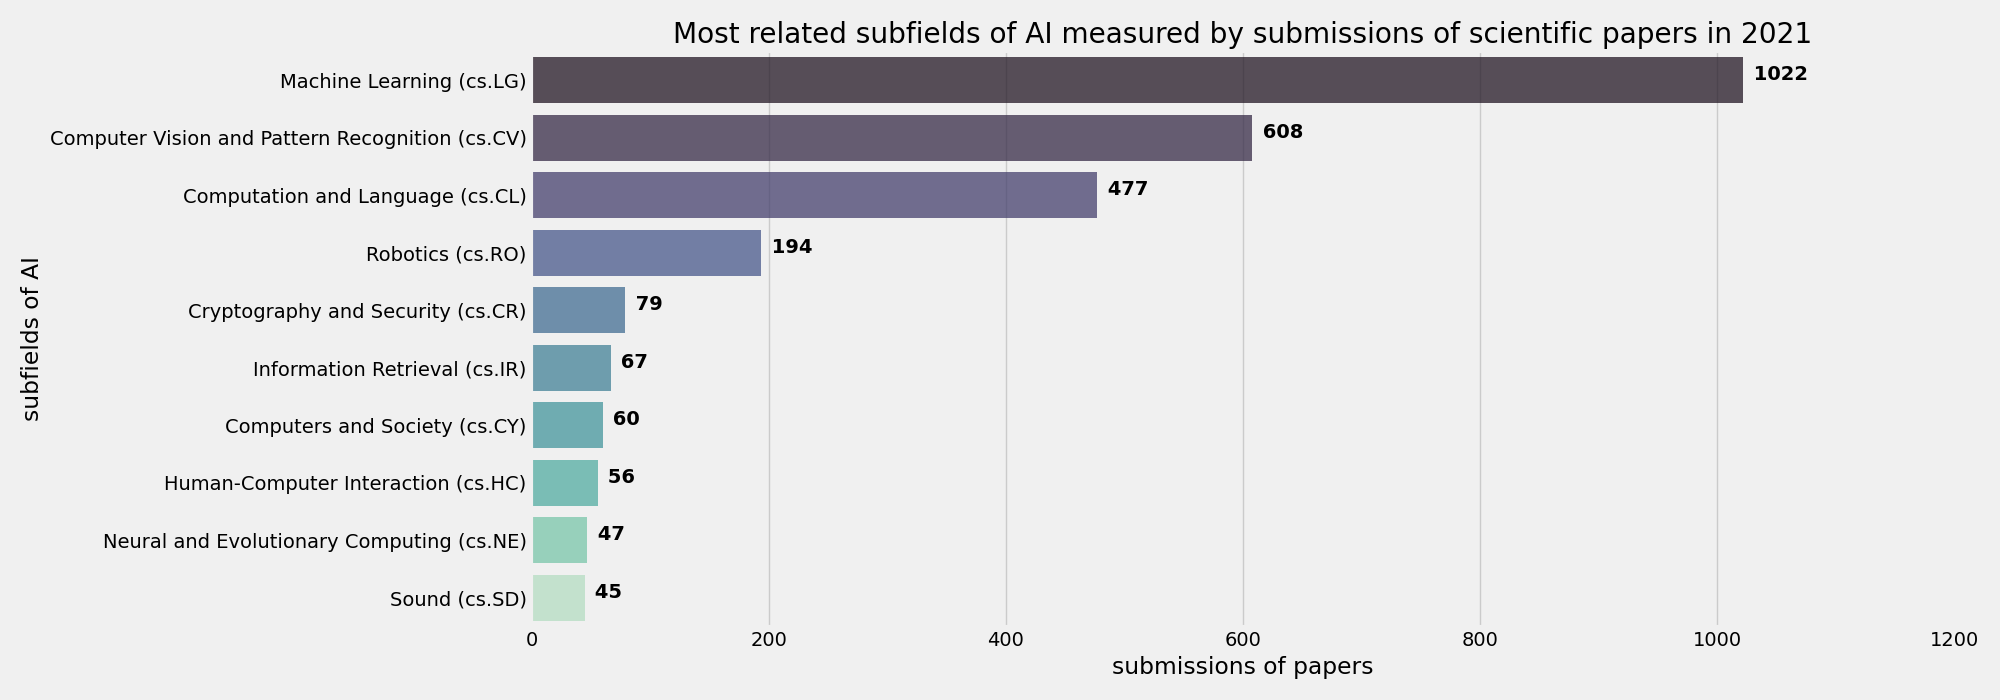 Most related subfields of AI measured by submissions of scientific papers in 2021
Machine Learning (cs.LG) 1022
Computer Vision and Pattern Recognition (cs.CV) 608
Computation and Language (cs.CL) 477
Robotics (cs.RO) 194
Cryptography and Security (cs.CR) 79
Information Retrieval (cs.IR) 67
Computers and Society (cs.CY) 60
Human-Computer Interaction (cs.HC) 56
Neural and Evolutionary Computing (cs.NE) 47
Sound (cs.SD) 45
subfields of AI
0 200 400 600 800 1000 1200
submissions of papers